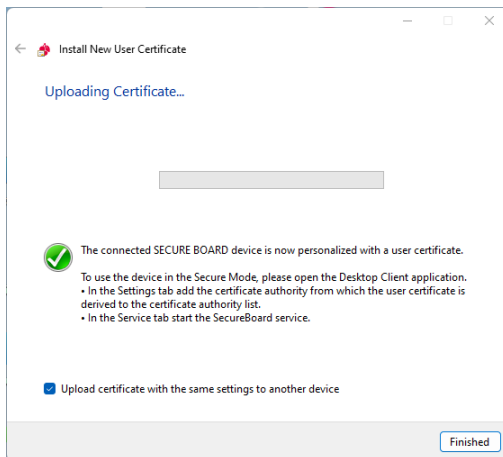 Install New User Certificate
Uploading Certificate...
The connected SECURE BOARD device is now personalized with a user certificate.
To use the device in the Secure Mode, please open the Desktop Client application.
• In the Settings tab add the certificate authority from which the user certificate is
derived to the certificate authority list.
• In the Service tab start the SecureBoard service.
Upload certificate with the same settings to another device
Finished